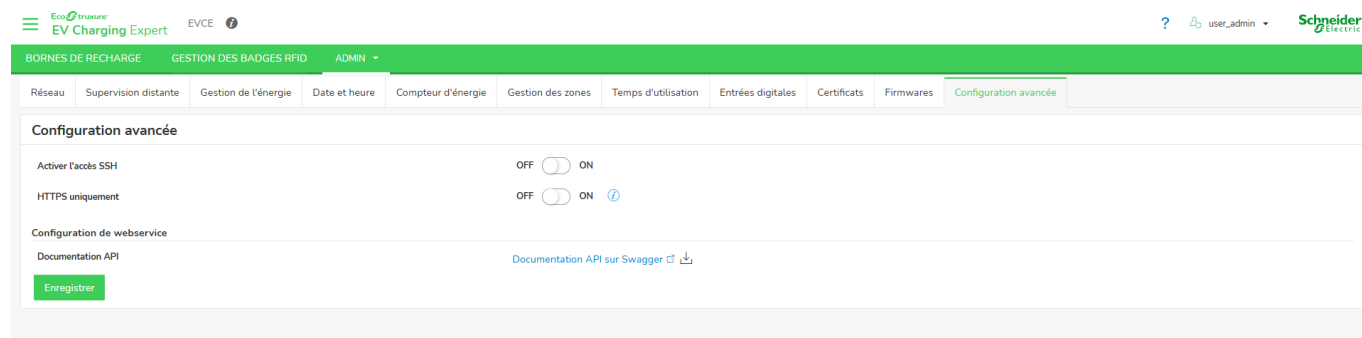 EcoStruxure
EV Charging Expert
EVCE
? user_admin
Schneider Electric
BORNES DE RECHARGE GESTION DES BADGES RFID ADMIN
Réseau Supervision distante Gestion de l'énergie Date et heure Compteur d'énergie Gestion des zones Temps d'utilisation Entrées digitales Certificats Firmwares Configuration avancée
Configuration avancée
Activer l'accès SSH OFF ON
HTTPS uniquement OFF ON i
Configuration de webservice
Documentation API Documentation API sur Swagger
Enregistrer